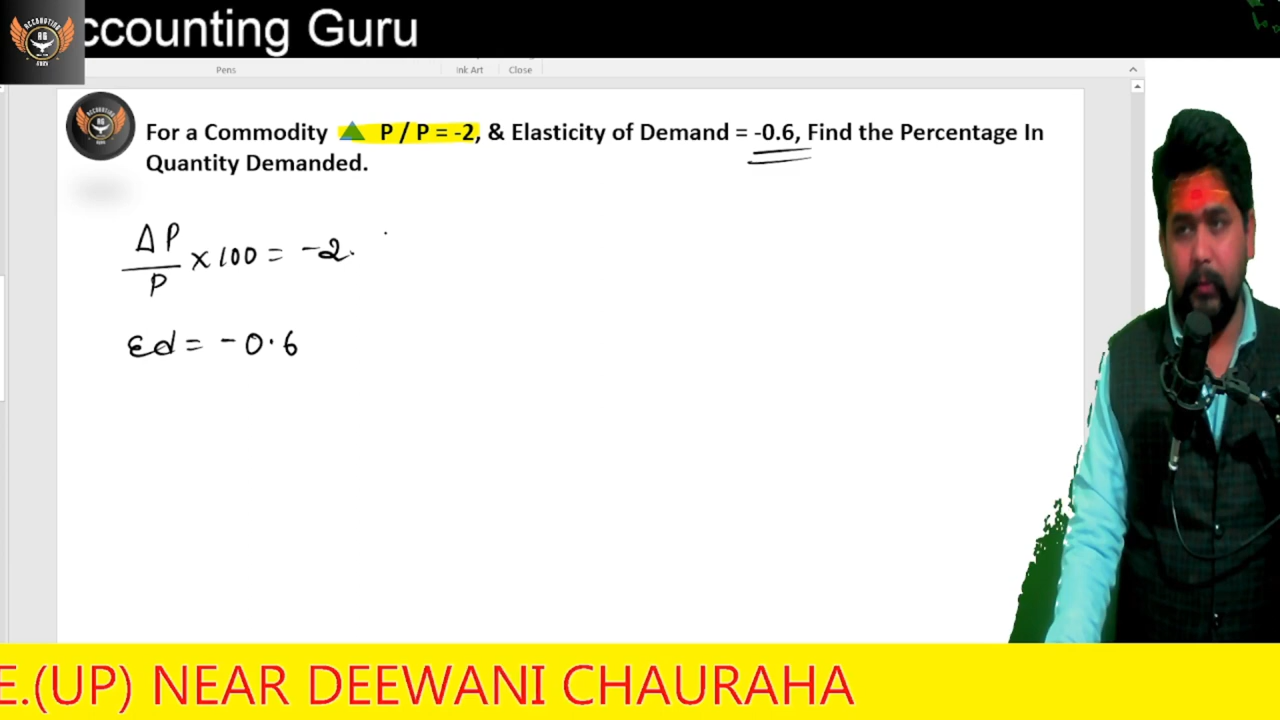 ccounting Guru
Pens
Ink Art
Close
For a Commodity ▲ P / P = -2, & Elasticity of Demand = -0.6, Find the Percentage In
Quantity Demanded.
ΔP/P × 100 = -2.
Ed = -0.6
E.(UP) NEAR DEEWANI CHAURAHA